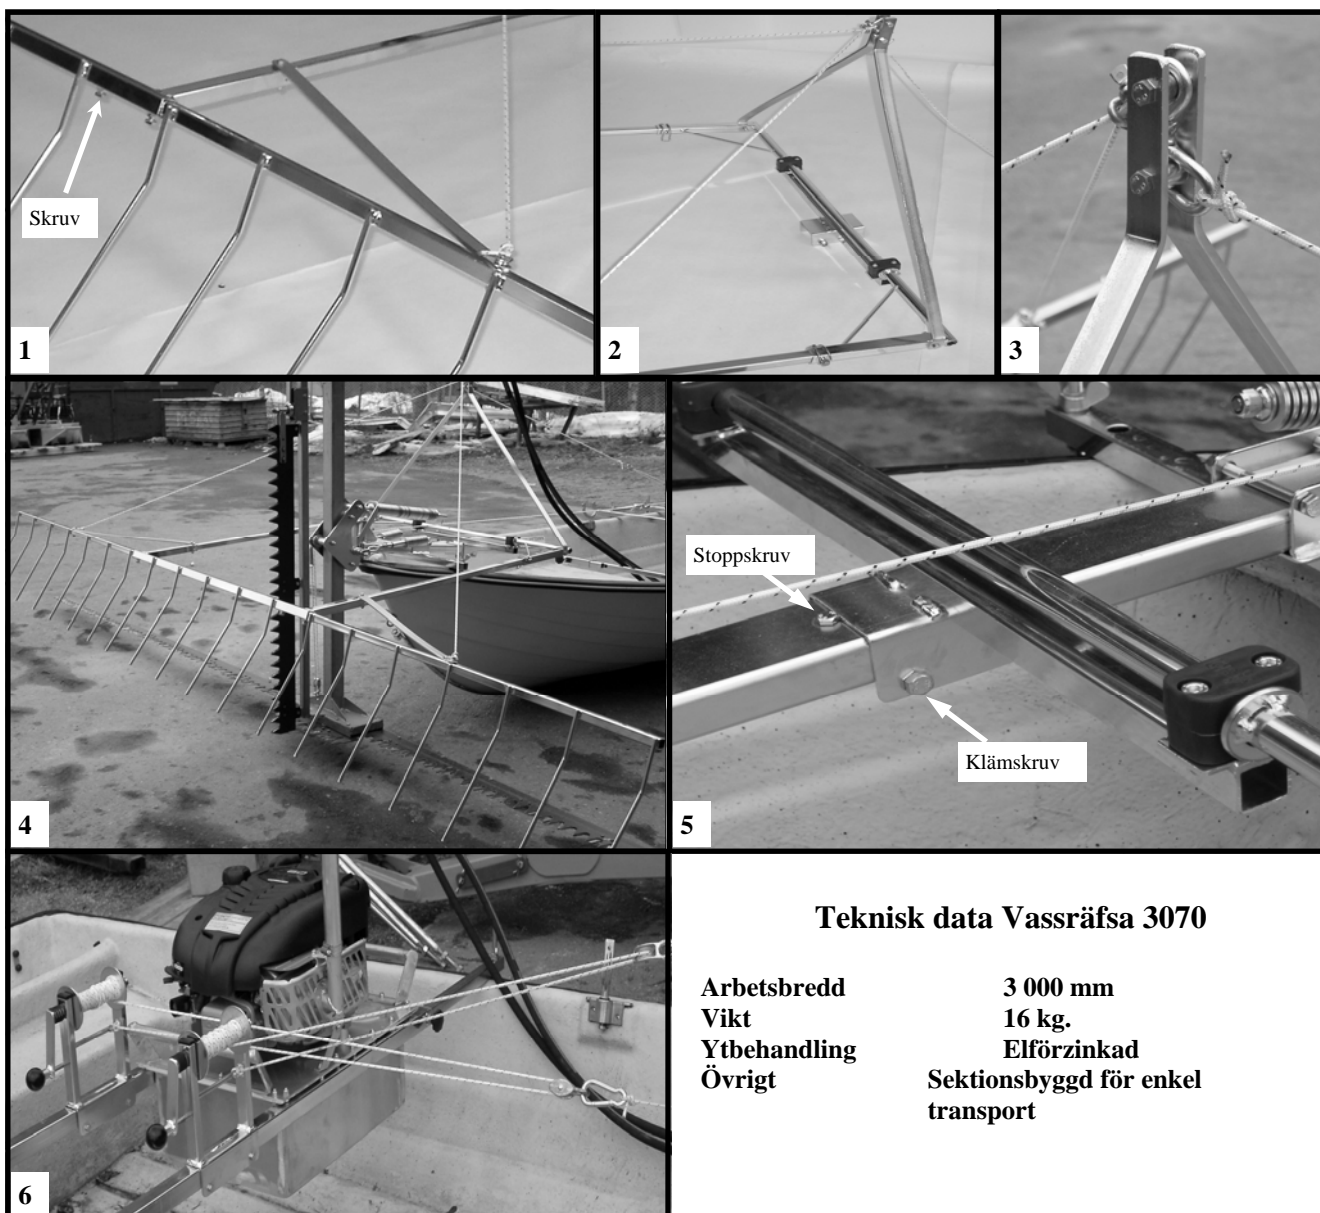 Skruv
1
2
3
4
Stoppskruv
Klämskruv
5
6
Teknisk data Vassräfsa 3070
Arbetsbredd 3 000 mm
Vikt 16 kg.
Ytbehandling Elförzinkad
Övrigt Sektionsbyggd för enkel
transport